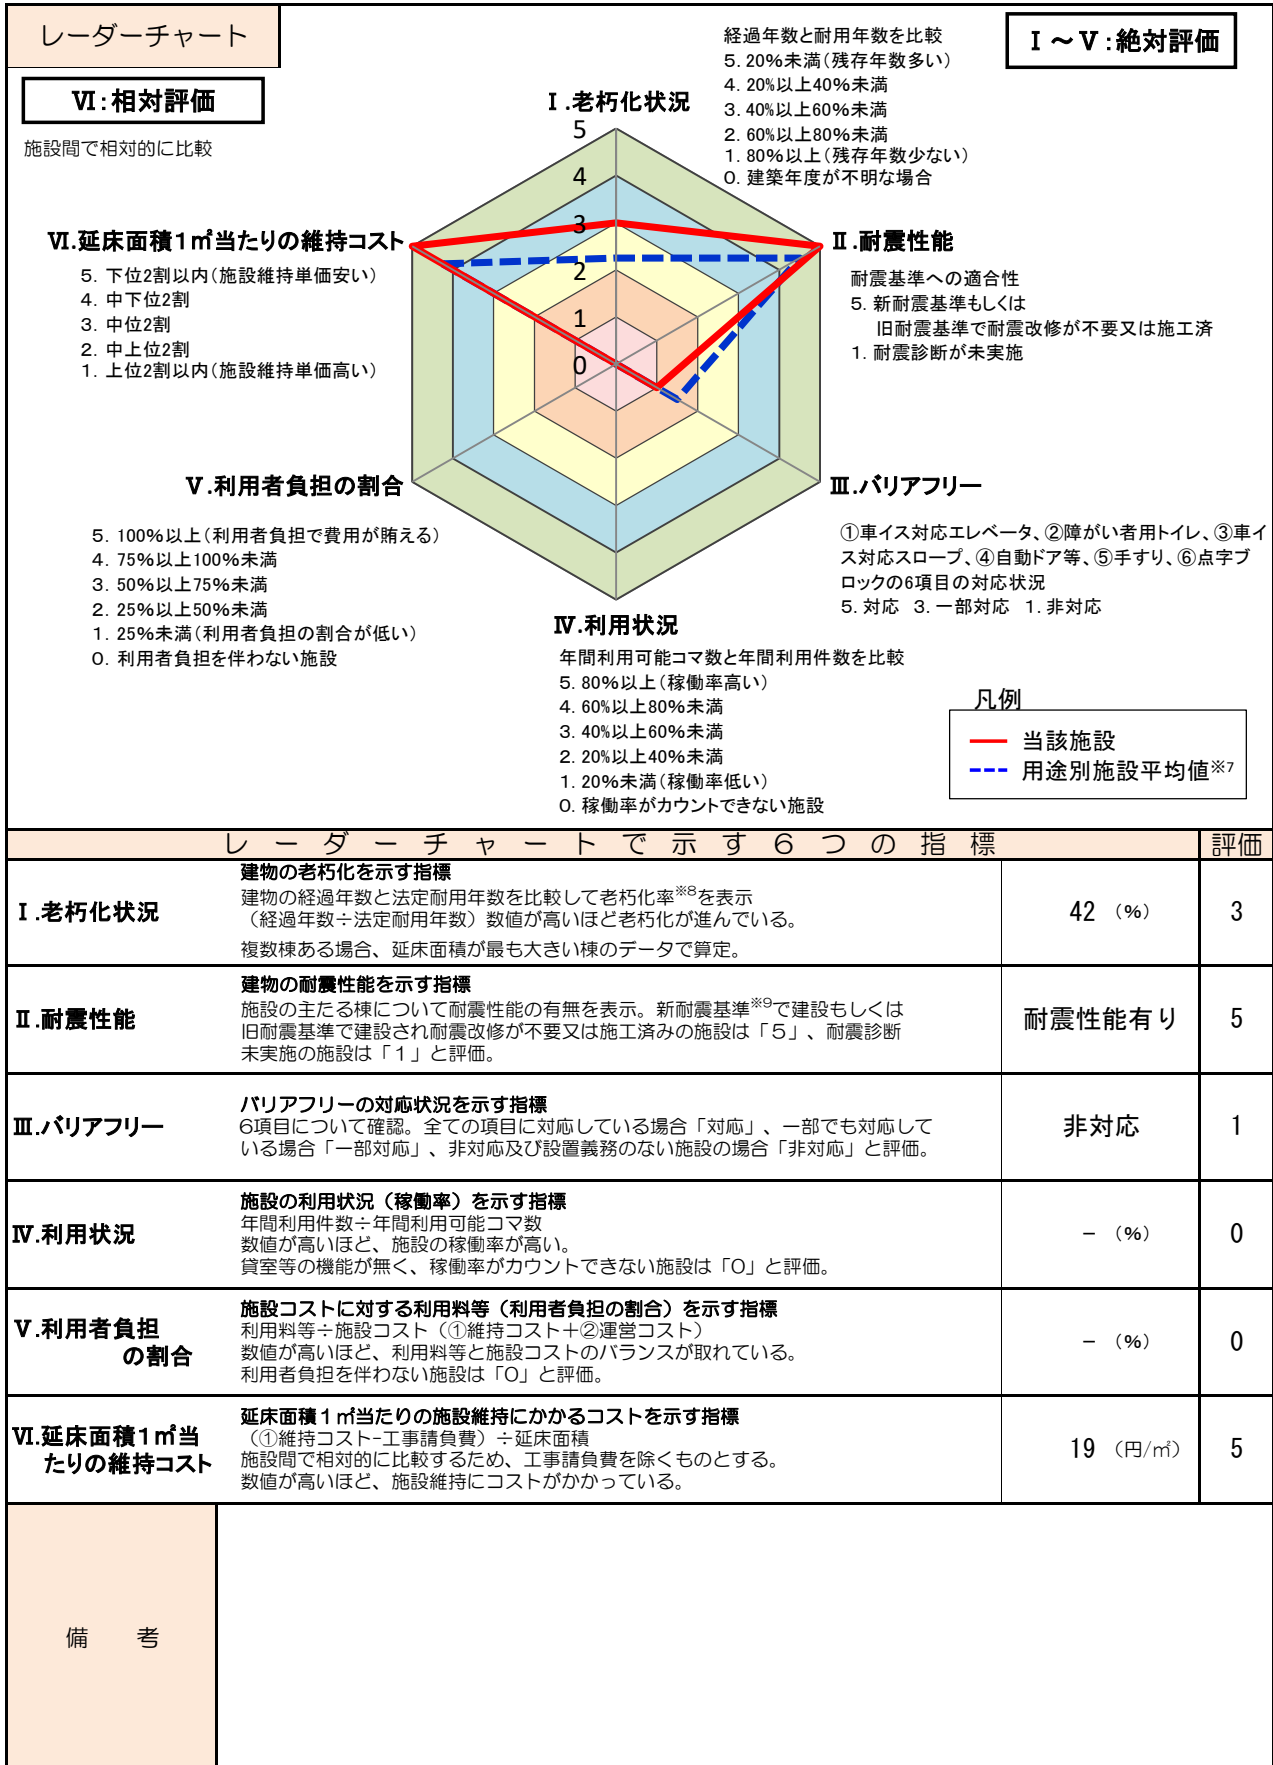 レーダーチャート
Ⅰ～Ⅴ:絶対評価
Ⅵ:相対評価
施設間で相対的に比較
経過年数と耐用年数を比較
5. 20%未満(残存年数多い)
4. 20%以上40%未満
3. 40%以上60%未満
2. 60%以上80%未満
1. 80%以上(残存年数少ない)
0. 建築年度が不明な場合
Ⅰ.老朽化状況
5
4
3
2
1
0
Ⅱ.耐震性能
耐震基準への適合性
5. 新耐震基準もしくは
旧耐震基準で耐震改修が不要又は施工済
1. 耐震診断が未実施
Ⅵ.延床面積1㎡当たりの維持コスト
5. 下位2割以内(施設維持単価安い)
4. 中下位2割
3. 中位2割
2. 中上位2割
1. 上位2割以内(施設維持単価高い)
Ⅴ.利用者負担の割合
5. 100%以上(利用者負担で費用が賄える)
4. 75%以上100%未満
3. 50%以上75%未満
2. 25%以上50%未満
1. 25%未満(利用者負担の割合が低い)
0. 利用者負担を伴わない施設
Ⅲ.バリアフリー
①車イス対応エレベータ、②障がい者用トイレ、③車イ
ス対応スロープ、④自動ドア等、⑤手すり、⑥点字ブ
ロックの6項目の対応状況
5. 対応 3. 一部対応 1. 非対応
Ⅳ.利用状況
年間利用可能コマ数と年間利用件数を比較
5. 80%以上(稼働率高い)
4. 60%以上80%未満
3. 40%以上60%未満
2. 20%以上40%未満
1. 20%未満(稼働率低い)
0. 稼働率がカウントできない施設
凡例
当該施設
用途別施設平均値※7
レーダーチャートで示す6つの指標 評価
Ⅰ.老朽化状況
建物の老朽化を示す指標
建物の経過年数と法定耐用年数を比較して老朽化率※8を表示
(経過年数÷法定耐用年数)数値が高いほど老朽化が進んでいる。
複数棟ある場合、延床面積が最も大きい棟のデータで算定。
42 (%) 3
Ⅱ.耐震性能
建物の耐震性能を示す指標
施設の主たる棟について耐震性能の有無を表示。新耐震基準※9で建設もしくは
旧耐震基準で建設され耐震改修が不要又は施工済みの施設は「5」、耐震診断
未実施の施設は「1」と評価。
耐震性能有り 5
Ⅲ.バリアフリー
バリアフリーの対応状況を示す指標
6項目について確認。全ての項目に対応している場合「対応」、一部でも対応して
いる場合「一部対応」、非対応及び設置義務のない施設の場合「非対応」と評価。
非対応 1
Ⅳ.利用状況
施設の利用状況(稼働率)を示す指標
年間利用件数÷年間利用可能コマ数
数値が高いほど、施設の稼働率が高い。
貸室等の機能が無く、稼働率がカウントできない施設は「0」と評価。
- (%) 0
Ⅴ.利用者負担
の割合
施設コストに対する利用料等(利用者負担の割合)を示す指標
利用料等÷施設コスト(①維持コスト+②運営コスト)
数値が高いほど、利用料等と施設コストのバランスが取れている。
利用者負担を伴わない施設は「0」と評価。
- (%) 0
Ⅵ.延床面積1㎡当
たりの維持コスト
延床面積1㎡当たりの施設維持にかかるコストを示す指標
(①維持コスト-工事請負費)÷延床面積
施設間で相対的に比較するため、工事請負費を除くものとする。
数値が高いほど、施設維持にコストがかかっている。
19 (円/㎡) 5
備 考